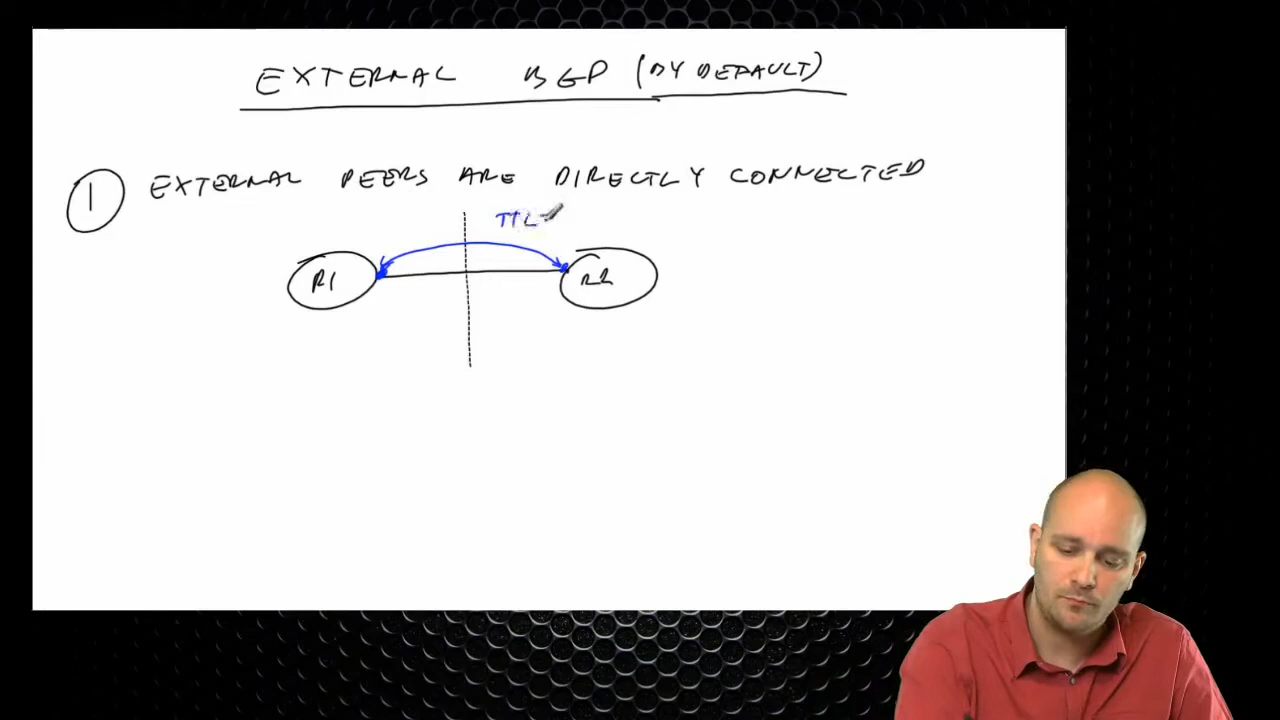 EXTERNAL BGP (BY DEFAULT)
1 EXTERNAL PEERS ARE DIRECTLY CONNECTED
TTL=
R1 R2